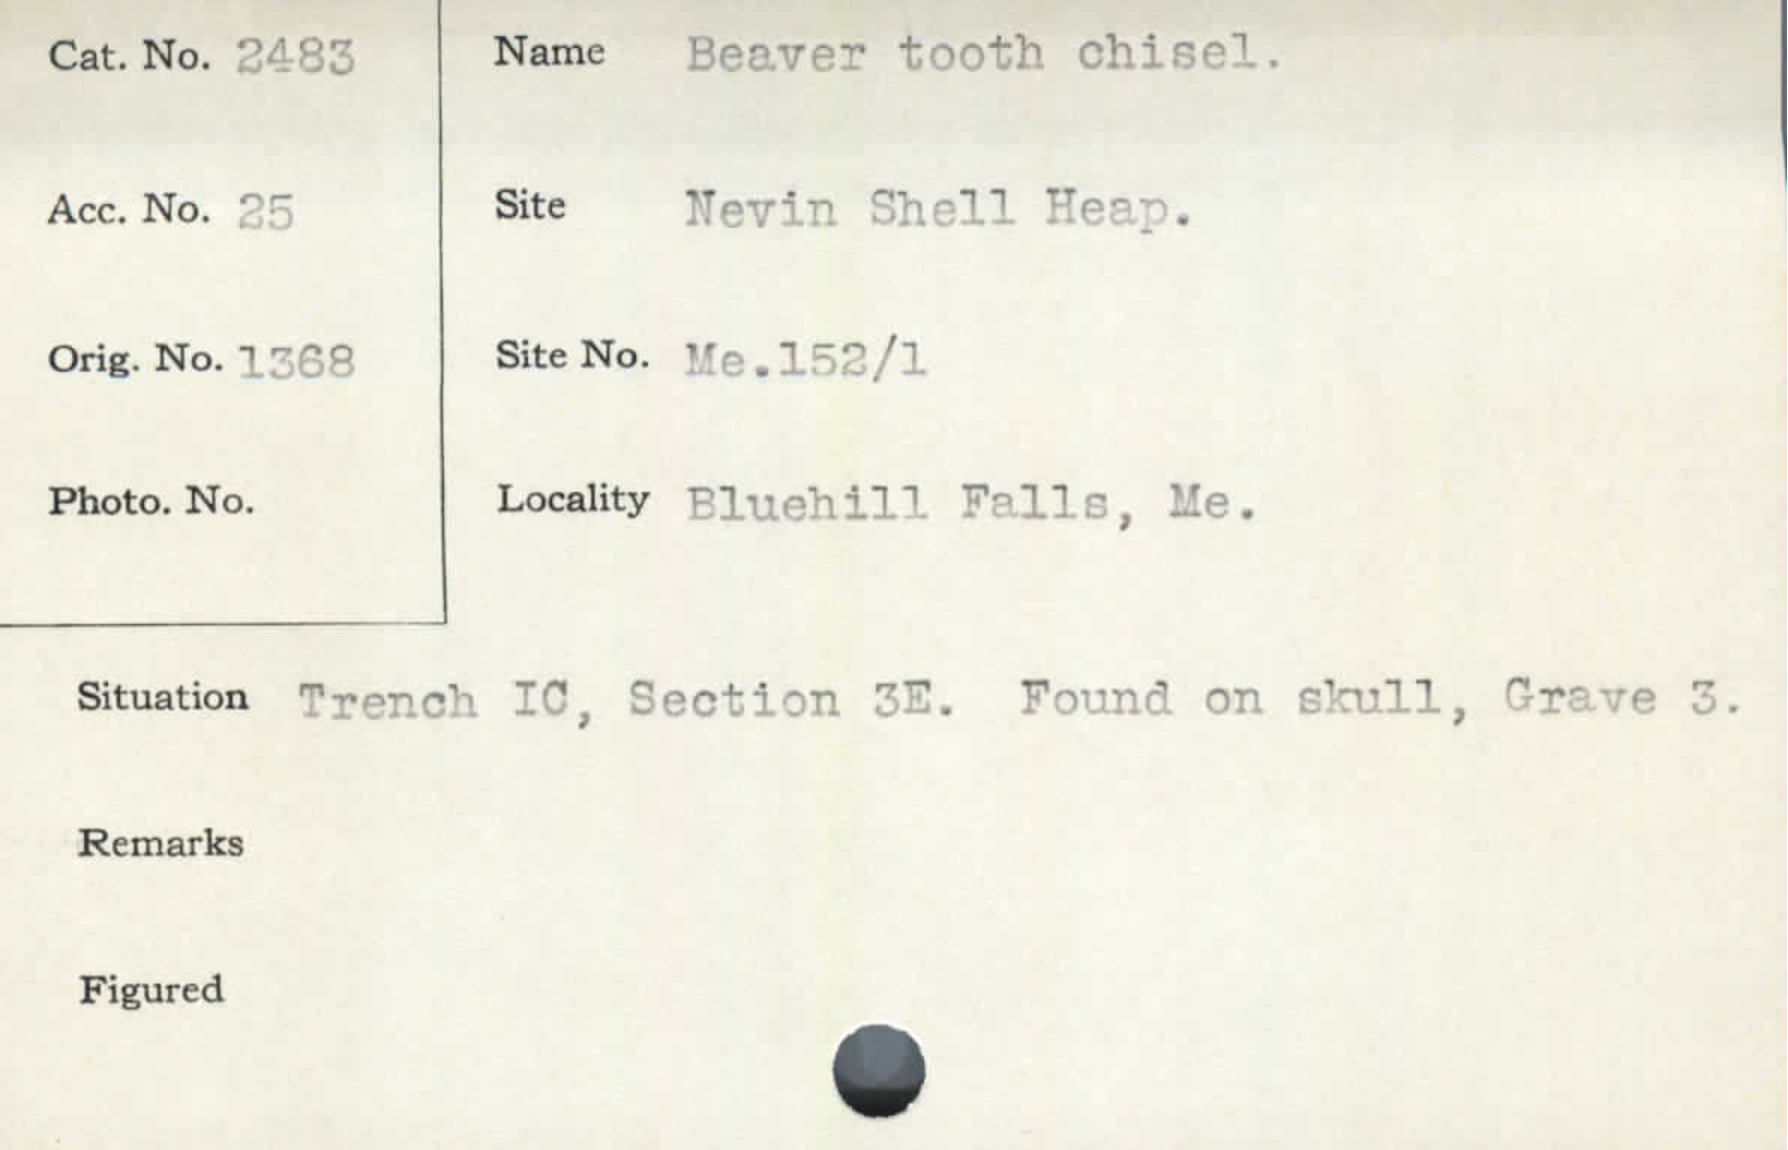 Cat. No. 2483
Name Beaver tooth chisel.
Acc. No. 25
Site Nevin Shell Heap.
Orig. No. 1368
Site No. Me.152/1
Photo. No.
Locality Bluehill Falls, Me.
Situation Trench IC, Section 3E. Found on skull, Grave 3.
Remarks
Figured